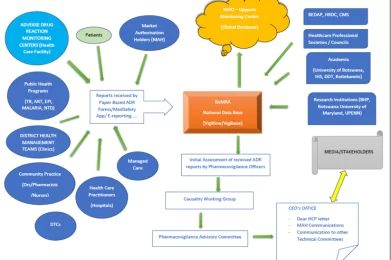 ADVERSE DRUG
REACTION
MONITORING
CENTERS (Health
Care Facility)
Patients
Market
Authorisation
Holders (MAH)
WHO – Uppsala
Monitoring Centre
(Global Database)
BEDAP, HRDC, CMS
Healthcare Professional
Societies / Councils
Academia
(University of Botswana,
IHS, DDT, Boitekanelo)
Research Institutions (BHP,
Botswana University of
Maryland, UPENN)
MEDIA/STAKEHOLDERS
Public Health
Programs
(TB, ART, EPI,
MALARIA, NTD)
Reports received by
Paper Based ADR
Forms/MedSafety
App/ E-reporting
BoMRA
National Data Base
(Vigiflow/Vigibase)
DISTRICT HEALTH
MANAGEMENT
TEAMS (Clinics)
Community Practice
(Drs/Pharmacists
/Nurses)
DTCs
Health Care
Practitioners
(Hospitals)
Managed
Care
Initial Assessment of received ADR
reports by Pharmacovigilance Officers
Causality Working Group
Pharmacovigilance Advisory Committee
CEO'S OFFICE
- Dear HCP letter
- MAH Communications
- Communication to other
Technical Committees